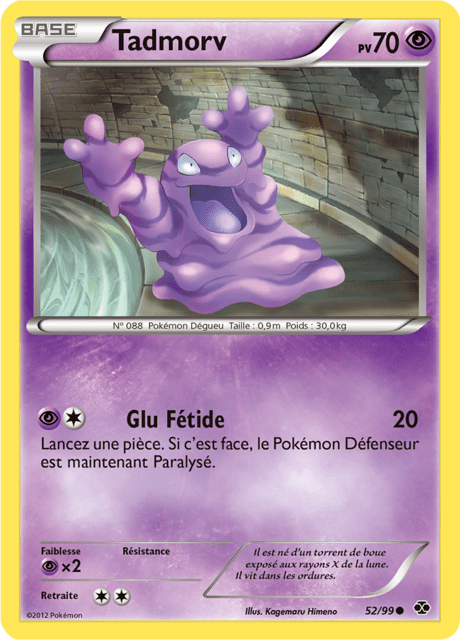 BASE
Tadmorv
PV70
N° 088 Pokémon Dégueu Taille : 0,9m Poids : 30,0kg
Glu Fétide 20
Lancez une pièce. Si c'est face, le Pokémon Défenseur
est maintenant Paralysé.
Faiblesse Résistance
×2
Retraite
Il est né d'un torrent de boue
exposé aux rayons X de la lune.
Il vit dans les ordures.
©2012 Pokémon
Illus. Kagemaru Himeno
52/99